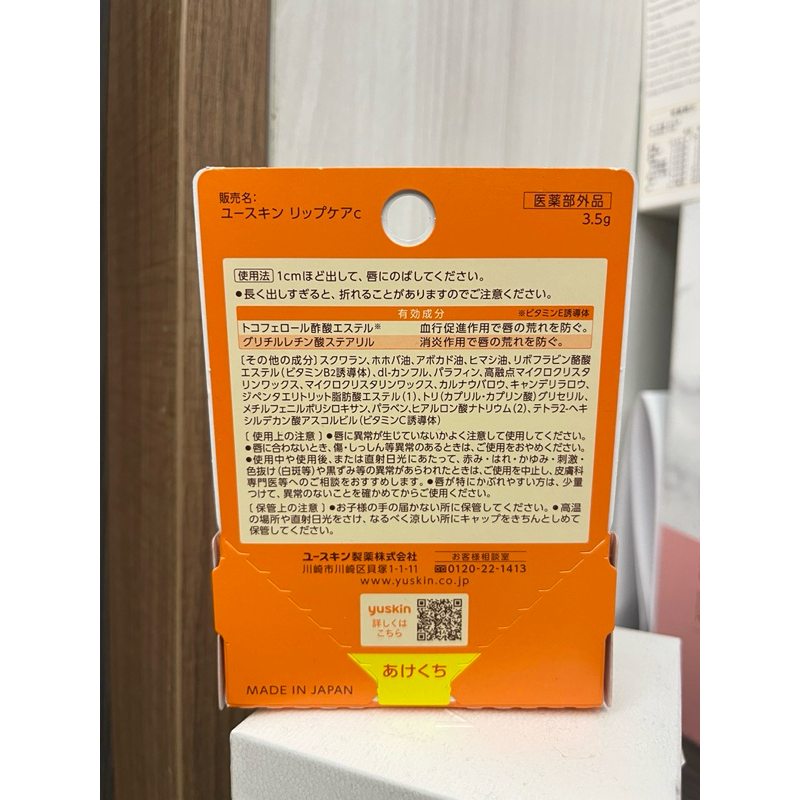 販売名:
ユースキン リップケアc
医薬部外品
3.5g
使用法 1cmほど出して、唇にのばしてください。
●長く出しすぎると、折れることがありますのでご注意ください。
有効成分 ※ビタミンE誘導体
トコフェロール酢酸エステル※ 血行促進作用で唇の荒れを防ぐ。
グリチルレチン酸ステアリル 消炎作用で唇の荒れを防ぐ。
[その他の成分]スクワラン、ホホバ油、アボカド油、ヒマシ油、リボフラビン酪酸
エステル(ビタミンB2誘導体)、dl-カンフル、パラフィン、高融点マイクロクリスタ
リンワックス、マイクロクリスタリンワックス、カルナウバロウ、キャンデリラロウ、
ジペンタエリトリット脂肪酸エステル(1)、トリ(カプリル・カプリン酸)グリセリル、
メチルフェニルポリシロキサン、パラベン、ヒアルロン酸ナトリウム(2)、テトラ2-ヘキ
シルデカン酸アスコルビル(ビタミンC誘導体)
[使用上の注意]●唇に異常が生じていないかよく注意して使用してください。
●唇に合わないとき、傷・しっしん等異常のあるときは、ご使用をおやめください。
●使用中や使用後、または直射日光にあたって、赤み・はれ・かゆみ・刺激・
色抜け(白斑等)や黒ずみ等の異常があらわれたときは、ご使用を中止し、皮膚科
専門医等へのご相談をおすすめします。●唇が特にかぶれやすい方は、少量
つけて、異常のないことを確かめてからご使用ください。
[保管上の注意]●お子様の手の届かない所に保管してください。●高温
の場所や直射日光をさけ、なるべく涼しい所にキャップをきちんとしめて
保管してください。
ユースキン製薬株式会社 お客様相談室
川崎市川崎区貝塚1-1-11 0120-22-1413
www.yuskin.co.jp
yuskin
詳しくは
こちら
あけくち
MADE IN JAPAN